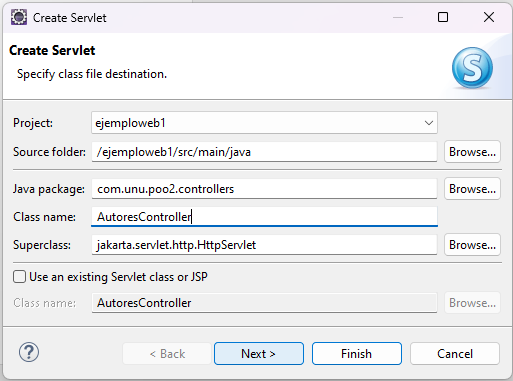 Create Servlet
Create Servlet
Specify class file destination.
S
Project: ejemploweb1
Source folder: /ejemploweb1/src/main/java Browse...
Java package: com.unu.poo2.controllers Browse...
Class name: AutoresController
Superclass: jakarta.servlet.http.HttpServlet Browse...
Use an existing Servlet class or JSP
Class name: AutoresController Browse...
? < Back Next > Finish Cancel